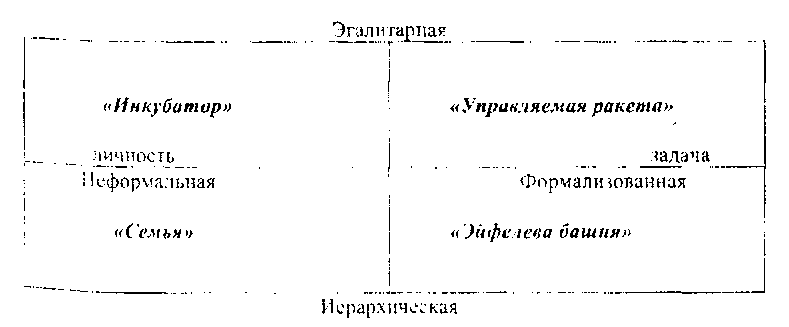 Эгалитарная
«Инкубатор» «Управляемая ракета»
личность задача
Неформальная Формализованная
«Семья» «Эйфелева башня»
Иерархическая